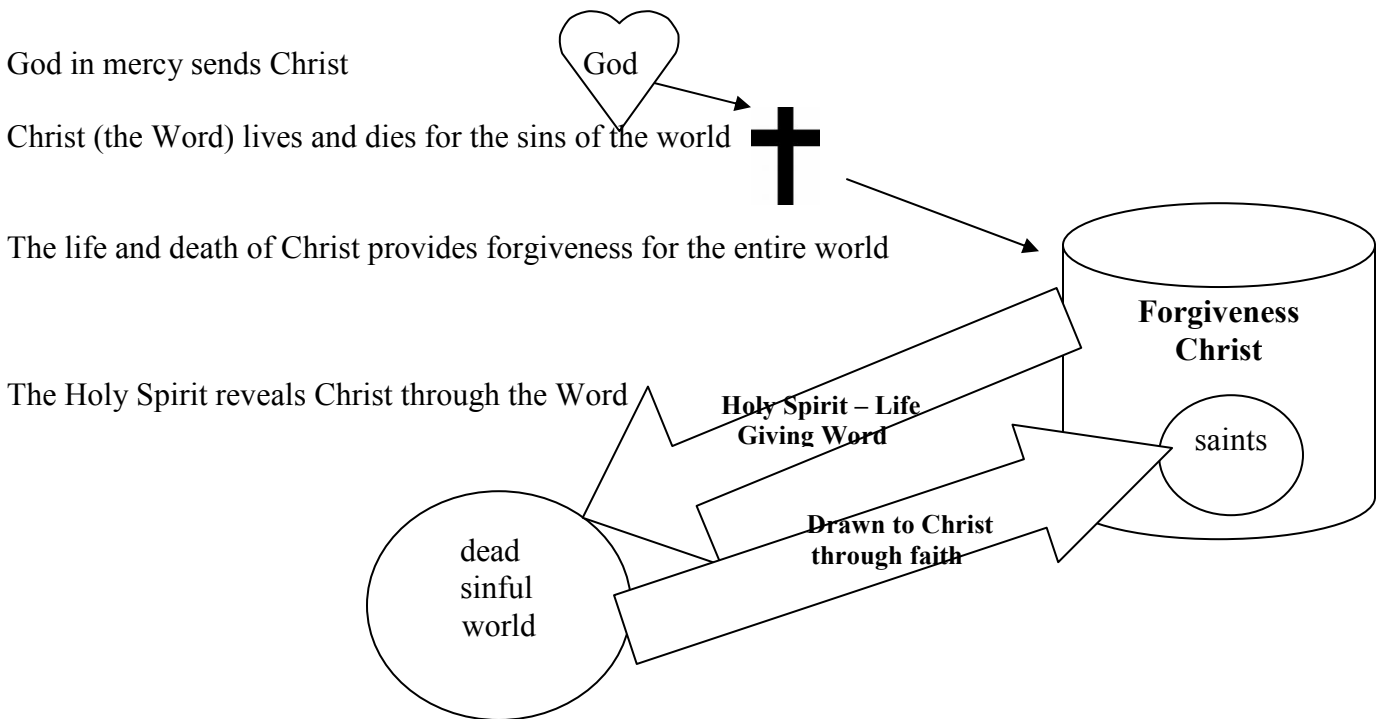 God in mercy sends Christ
God
Christ (the Word) lives and dies for the sins of the world
The life and death of Christ provides forgiveness for the entire world
Forgiveness
Christ
The Holy Spirit reveals Christ through the Word
Holy Spirit – Life
Giving Word
saints
Drawn to Christ
through faith
dead
sinful
world